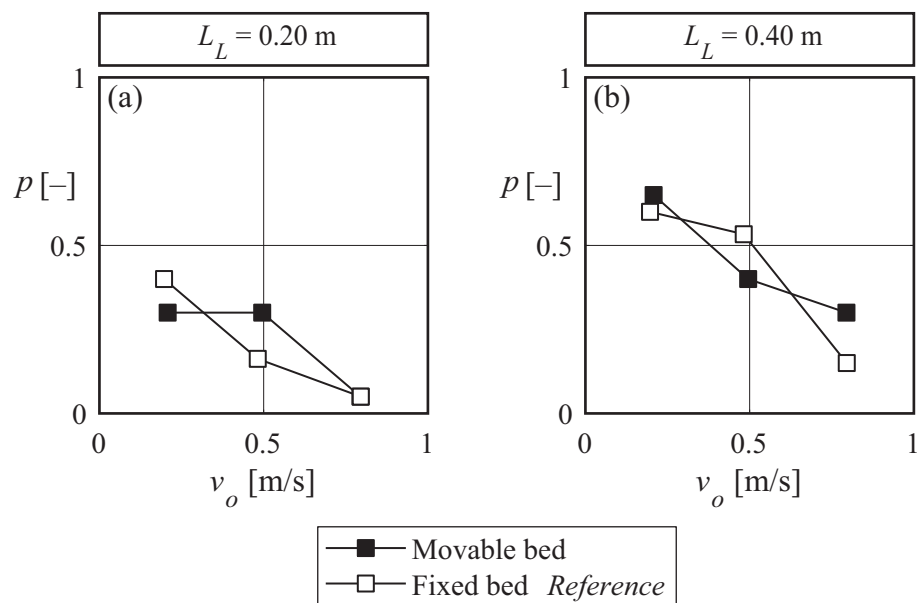 L_L = 0.20 m
L_L = 0.40 m
1
(a)
p [–]
0.5
0
0
0.5
1
v_o [m/s]
1
(b)
p [–]
0.5
0
0
0.5
1
v_o [m/s]
Movable bed
Fixed bed Reference